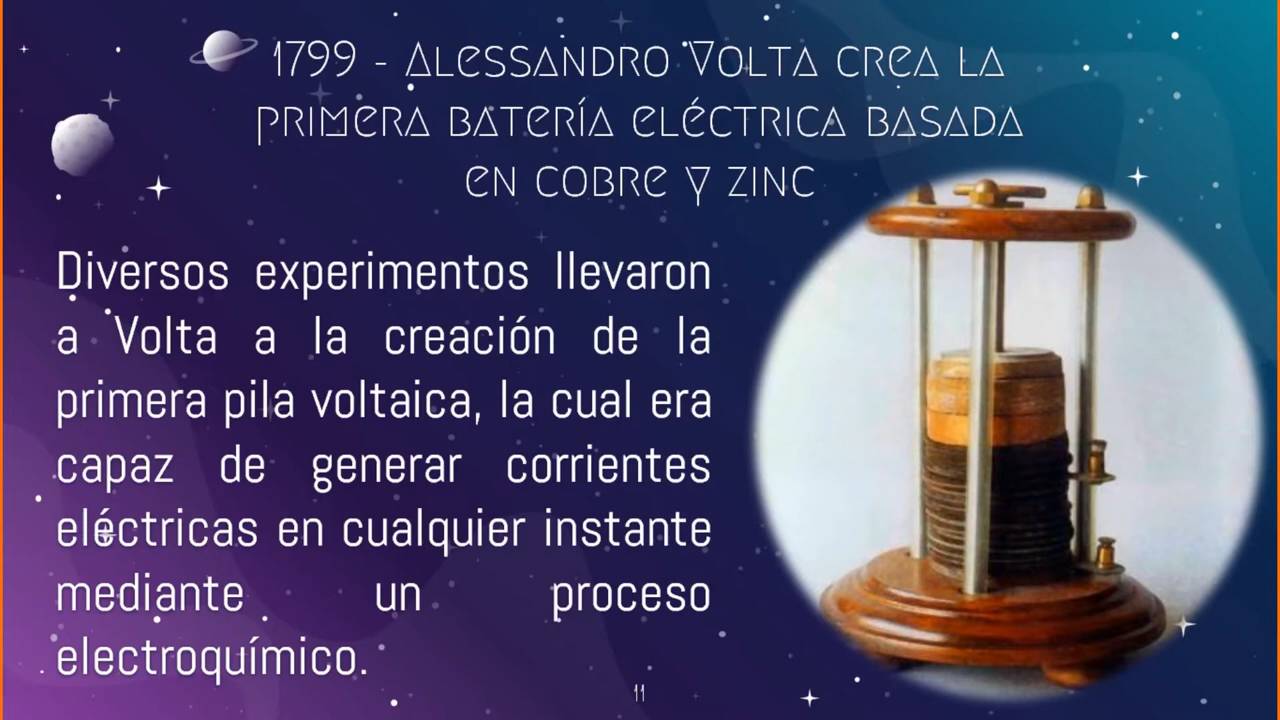 1799 - Alessandro Volta crea la
primera batería eléctrica basada
en cobre y zinc
Diversos experimentos llevaron
a Volta a la creación de la
primera pila voltaica, la cual era
capaz de generar corrientes
eléctricas en cualquier instante
mediante un proceso
electroquímico.
11